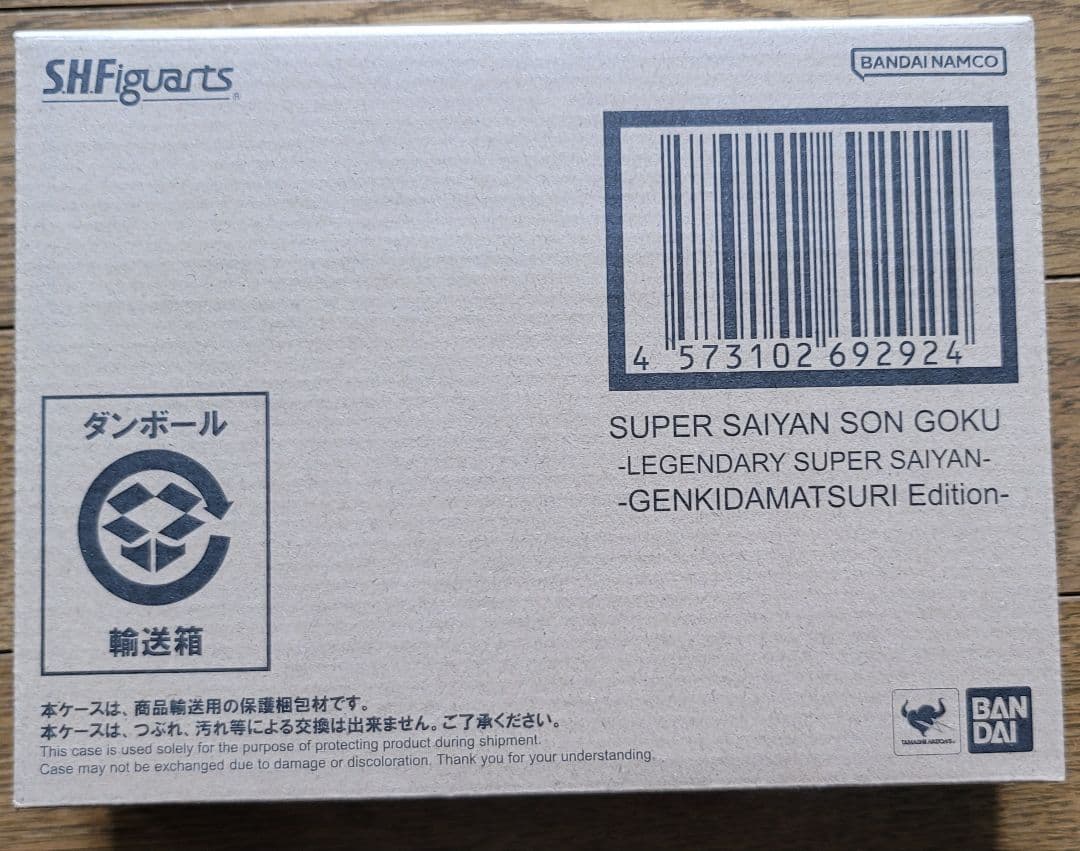 S.H.Figuarts
BANDAI NAMCO
4 573102 692924
SUPER SAIYAN SON GOKU
-LEGENDARY SUPER SAIYAN-
-GENKIDAMATSURI Edition-
ダンボール
輸送箱
本ケースは、商品輸送用の保護梱包材です。
本ケースは、つぶれ、汚れ等による交換は出来ません。ご了承ください。
This case is used solely for the purpose of protecting product during shipment.
Case may not be exchanged due to damage or discoloration. Thank you for your understanding.
TAMASHII NATIONS
BAN
DAI